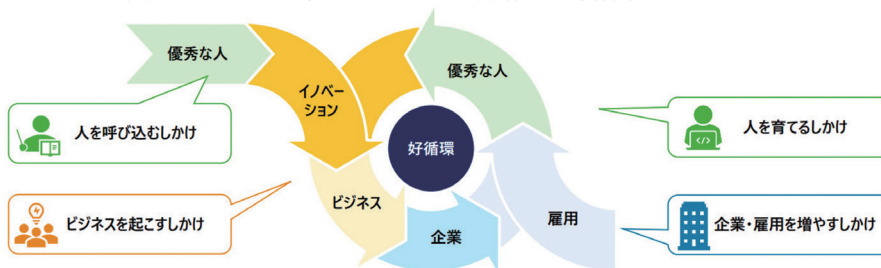 優秀な人
イノベー
ション
優秀な人
人を呼び込むしかけ
人を育てるしかけ
好循環
ビジネス
ビジネスを起こすしかけ
企業
雇用
企業・雇用を増やすしかけ